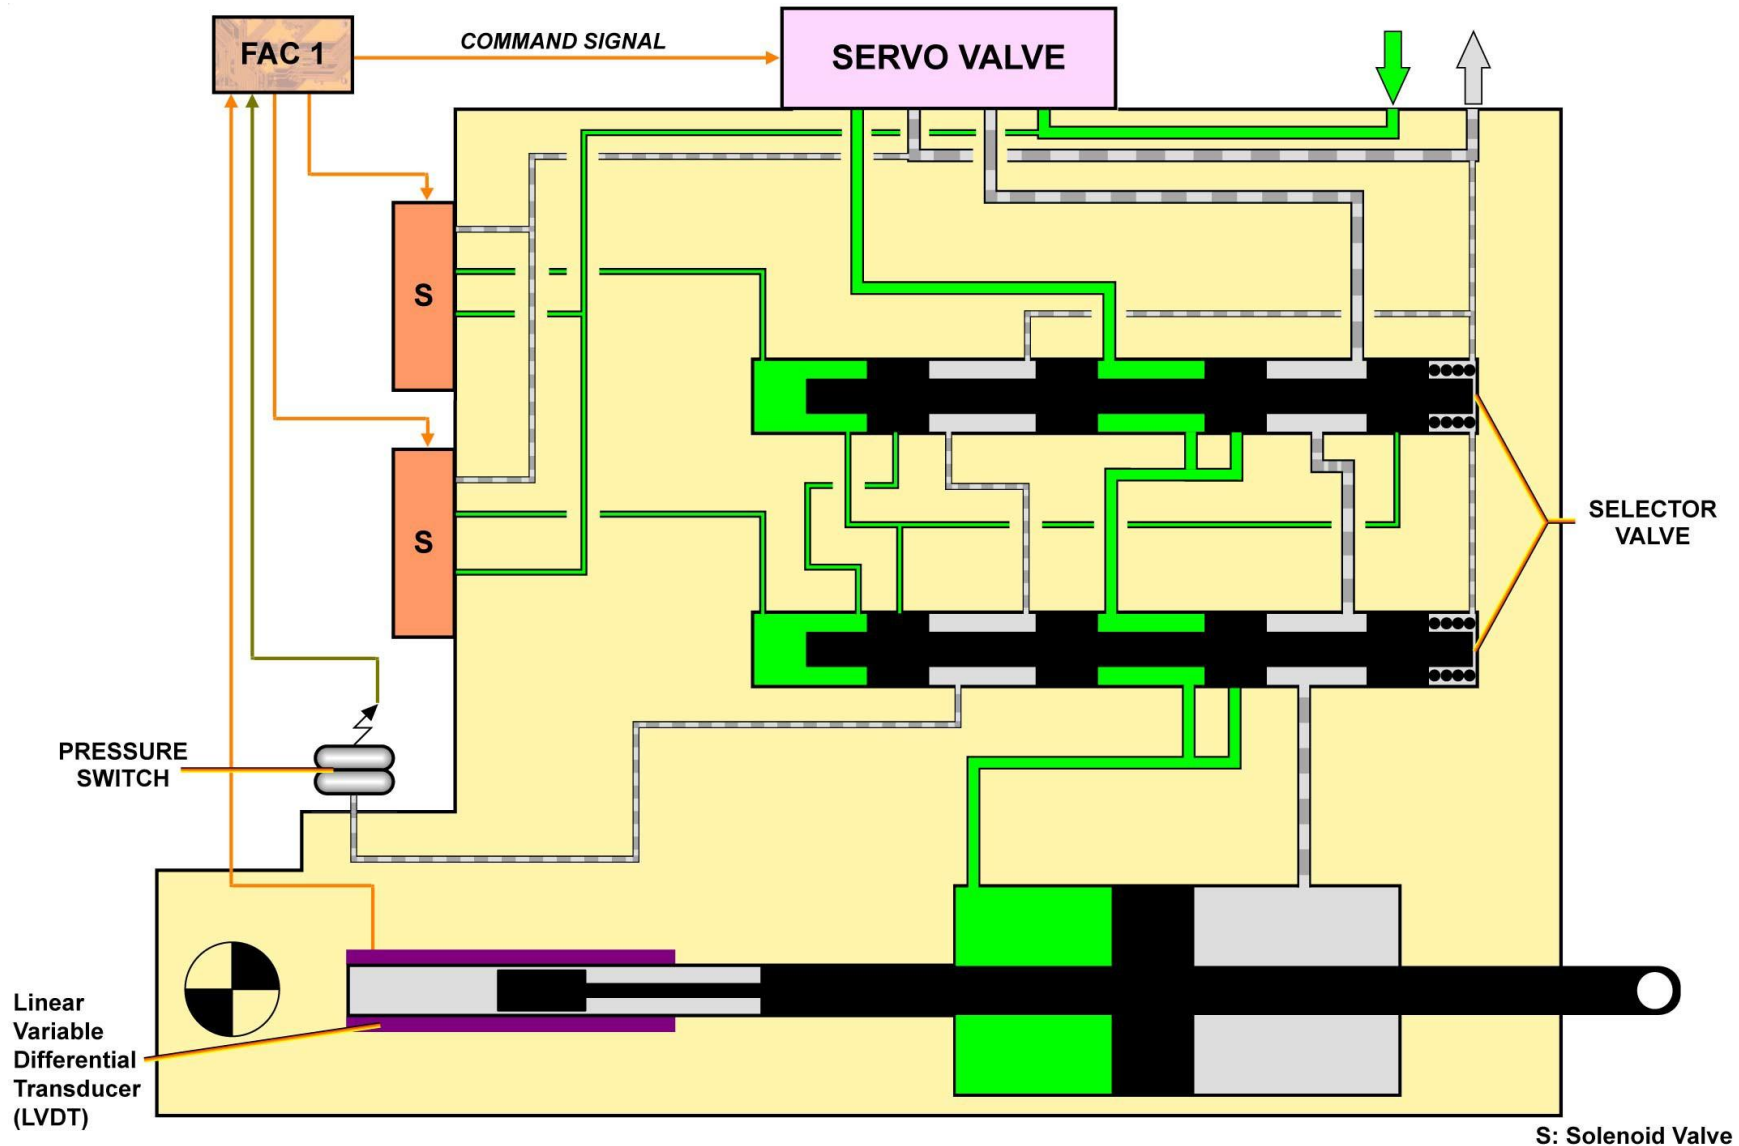 FAC 1
COMMAND SIGNAL
SERVO VALVE
S
S
SELECTOR
VALVE
PRESSURE
SWITCH
Linear
Variable
Differential
Transducer
(LVDT)
S: Solenoid Valve